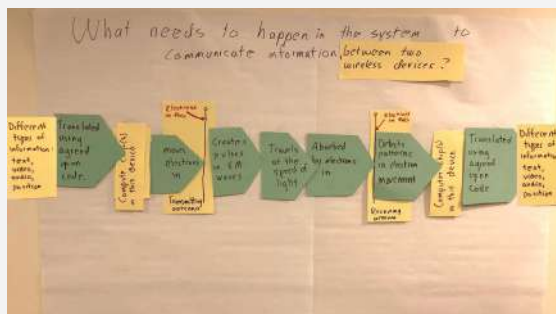 What needs to happen in the system to
communicate information between two
wireless devices?
Different
types of
information:
text,
video,
audio,
position
Translated
using
agreed
upon
code.
Computer chip(s)
in this device
moves
electrons
in
Electrons
in this
Transmitting
antenna
Creates
pulses
in EM
waves
Travels
at the
speed of
light.
Absorbed
by electrons
in
Electrons
in this
Receiving
antenna
patterns
in electron
movement
Computer chip(s)
in this device
Translated
using
agreed
upon
code
Different
types of
information:
text,
video,
audio,
position